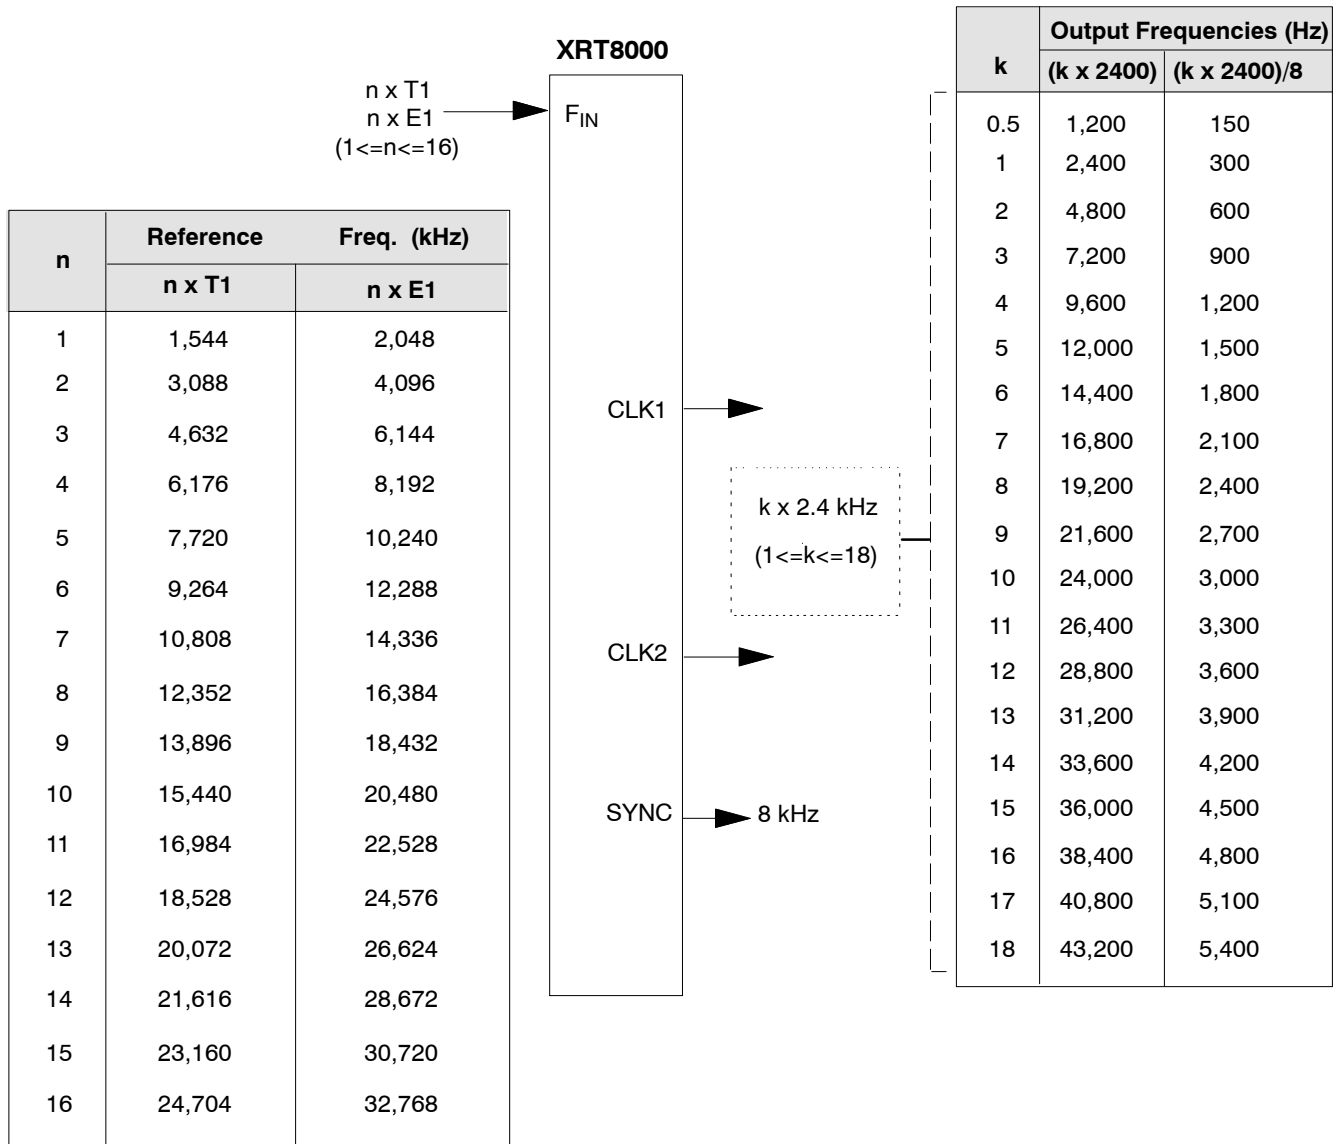 XRT8000
n x T1
n x E1
(1<=n<=16)
FIN
n Reference Freq. (kHz)
n x T1 n x E1
1 1,544 2,048
2 3,088 4,096
3 4,632 6,144
4 6,176 8,192
5 7,720 10,240
6 9,264 12,288
7 10,808 14,336
8 12,352 16,384
9 13,896 18,432
10 15,440 20,480
11 16,984 22,528
12 18,528 24,576
13 20,072 26,624
14 21,616 28,672
15 23,160 30,720
16 24,704 32,768
CLK1
k x 2.4 kHz
(1<=k<=18)
CLK2
SYNC 8 kHz
k Output Frequencies (Hz)
(k x 2400) (k x 2400)/8
0.5 1,200 150
1 2,400 300
2 4,800 600
3 7,200 900
4 9,600 1,200
5 12,000 1,500
6 14,400 1,800
7 16,800 2,100
8 19,200 2,400
9 21,600 2,700
10 24,000 3,000
11 26,400 3,300
12 28,800 3,600
13 31,200 3,900
14 33,600 4,200
15 36,000 4,500
16 38,400 4,800
17 40,800 5,100
18 43,200 5,400